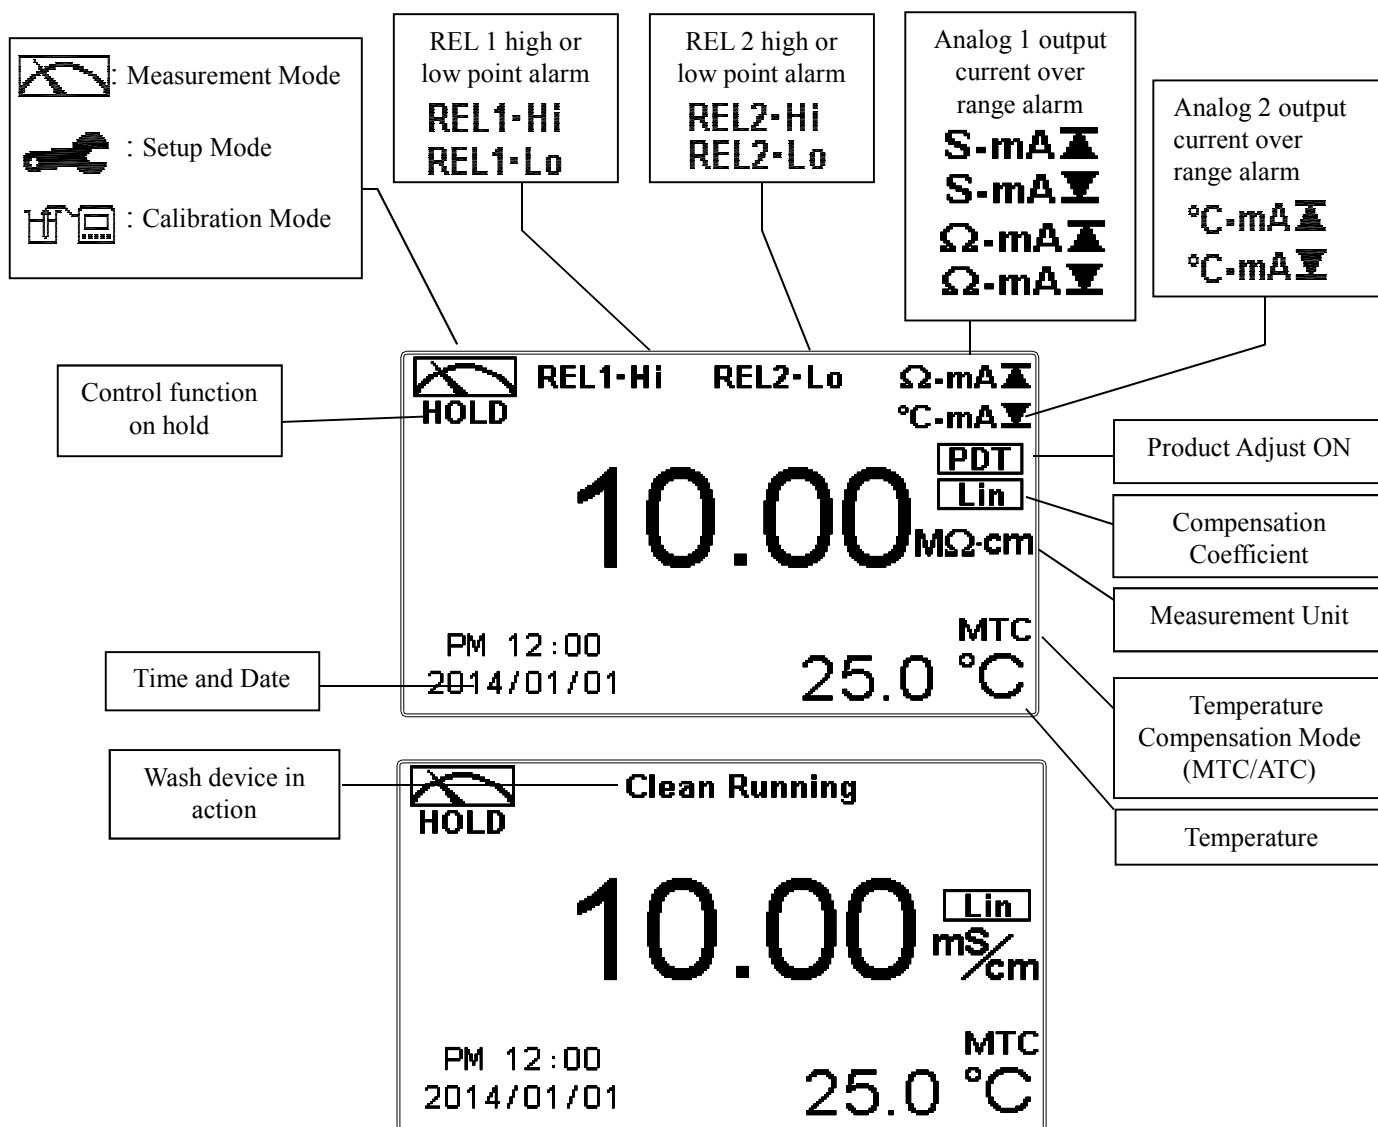 : Measurement Mode
: Setup Mode
: Calibration Mode
REL 1 high or
low point alarm
REL1-Hi
REL1-Lo
REL 2 high or
low point alarm
REL2-Hi
REL2-Lo
Analog 1 output
current over
range alarm
S-mA
S-mA
Ω-mA
Ω-mA
Analog 2 output
current over
range alarm
°C-mA
°C-mA
Control function
on hold
REL1-Hi REL2-Lo Ω-mA
HOLD °C-mA
PDT
Lin
10.00 MΩ·cm
PM 12:00
2014/01/01
MTC
25.0 °C
Product Adjust ON
Compensation
Coefficient
Measurement Unit
Time and Date
Temperature
Compensation Mode
(MTC/ATC)
Temperature
Wash device in
action
Clean Running
HOLD
Lin
10.00 mS/cm
PM 12:00
2014/01/01
MTC
25.0 °C